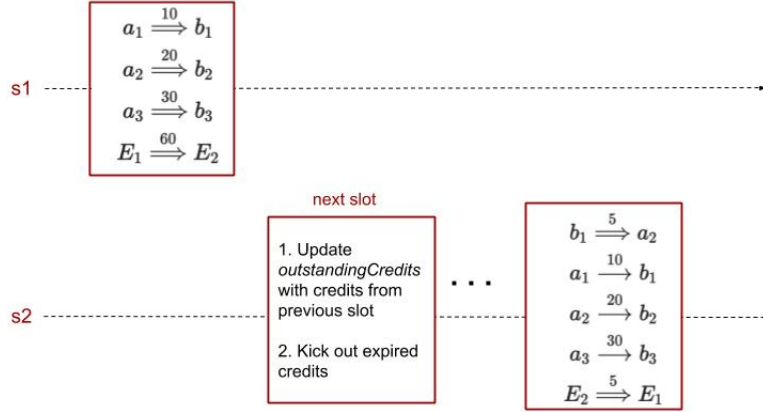 a₁ ⟹¹⁰ b₁
a₂ ⟹²⁰ b₂
s1
a₃ ⟹³⁰ b₃
E₁ ⟹⁶⁰ E₂
next slot
1. Update
outstandingCredits
with credits from
previous slot
2. Kick out expired
credits
...
s2
b₁ ⟹⁵ a₂
a₁ ⟶¹⁰ b₁
a₂ ⟶²⁰ b₂
a₃ ⟶³⁰ b₃
E₂ ⟹⁵ E₁